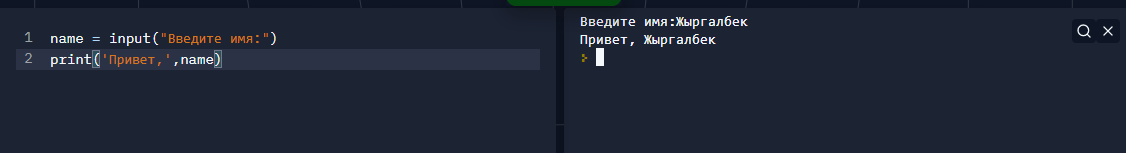 1 name = input("Введите имя:")
2 print('Привет,',name)
Введите имя:Жыргалбек
Привет, Жыргалбек
>